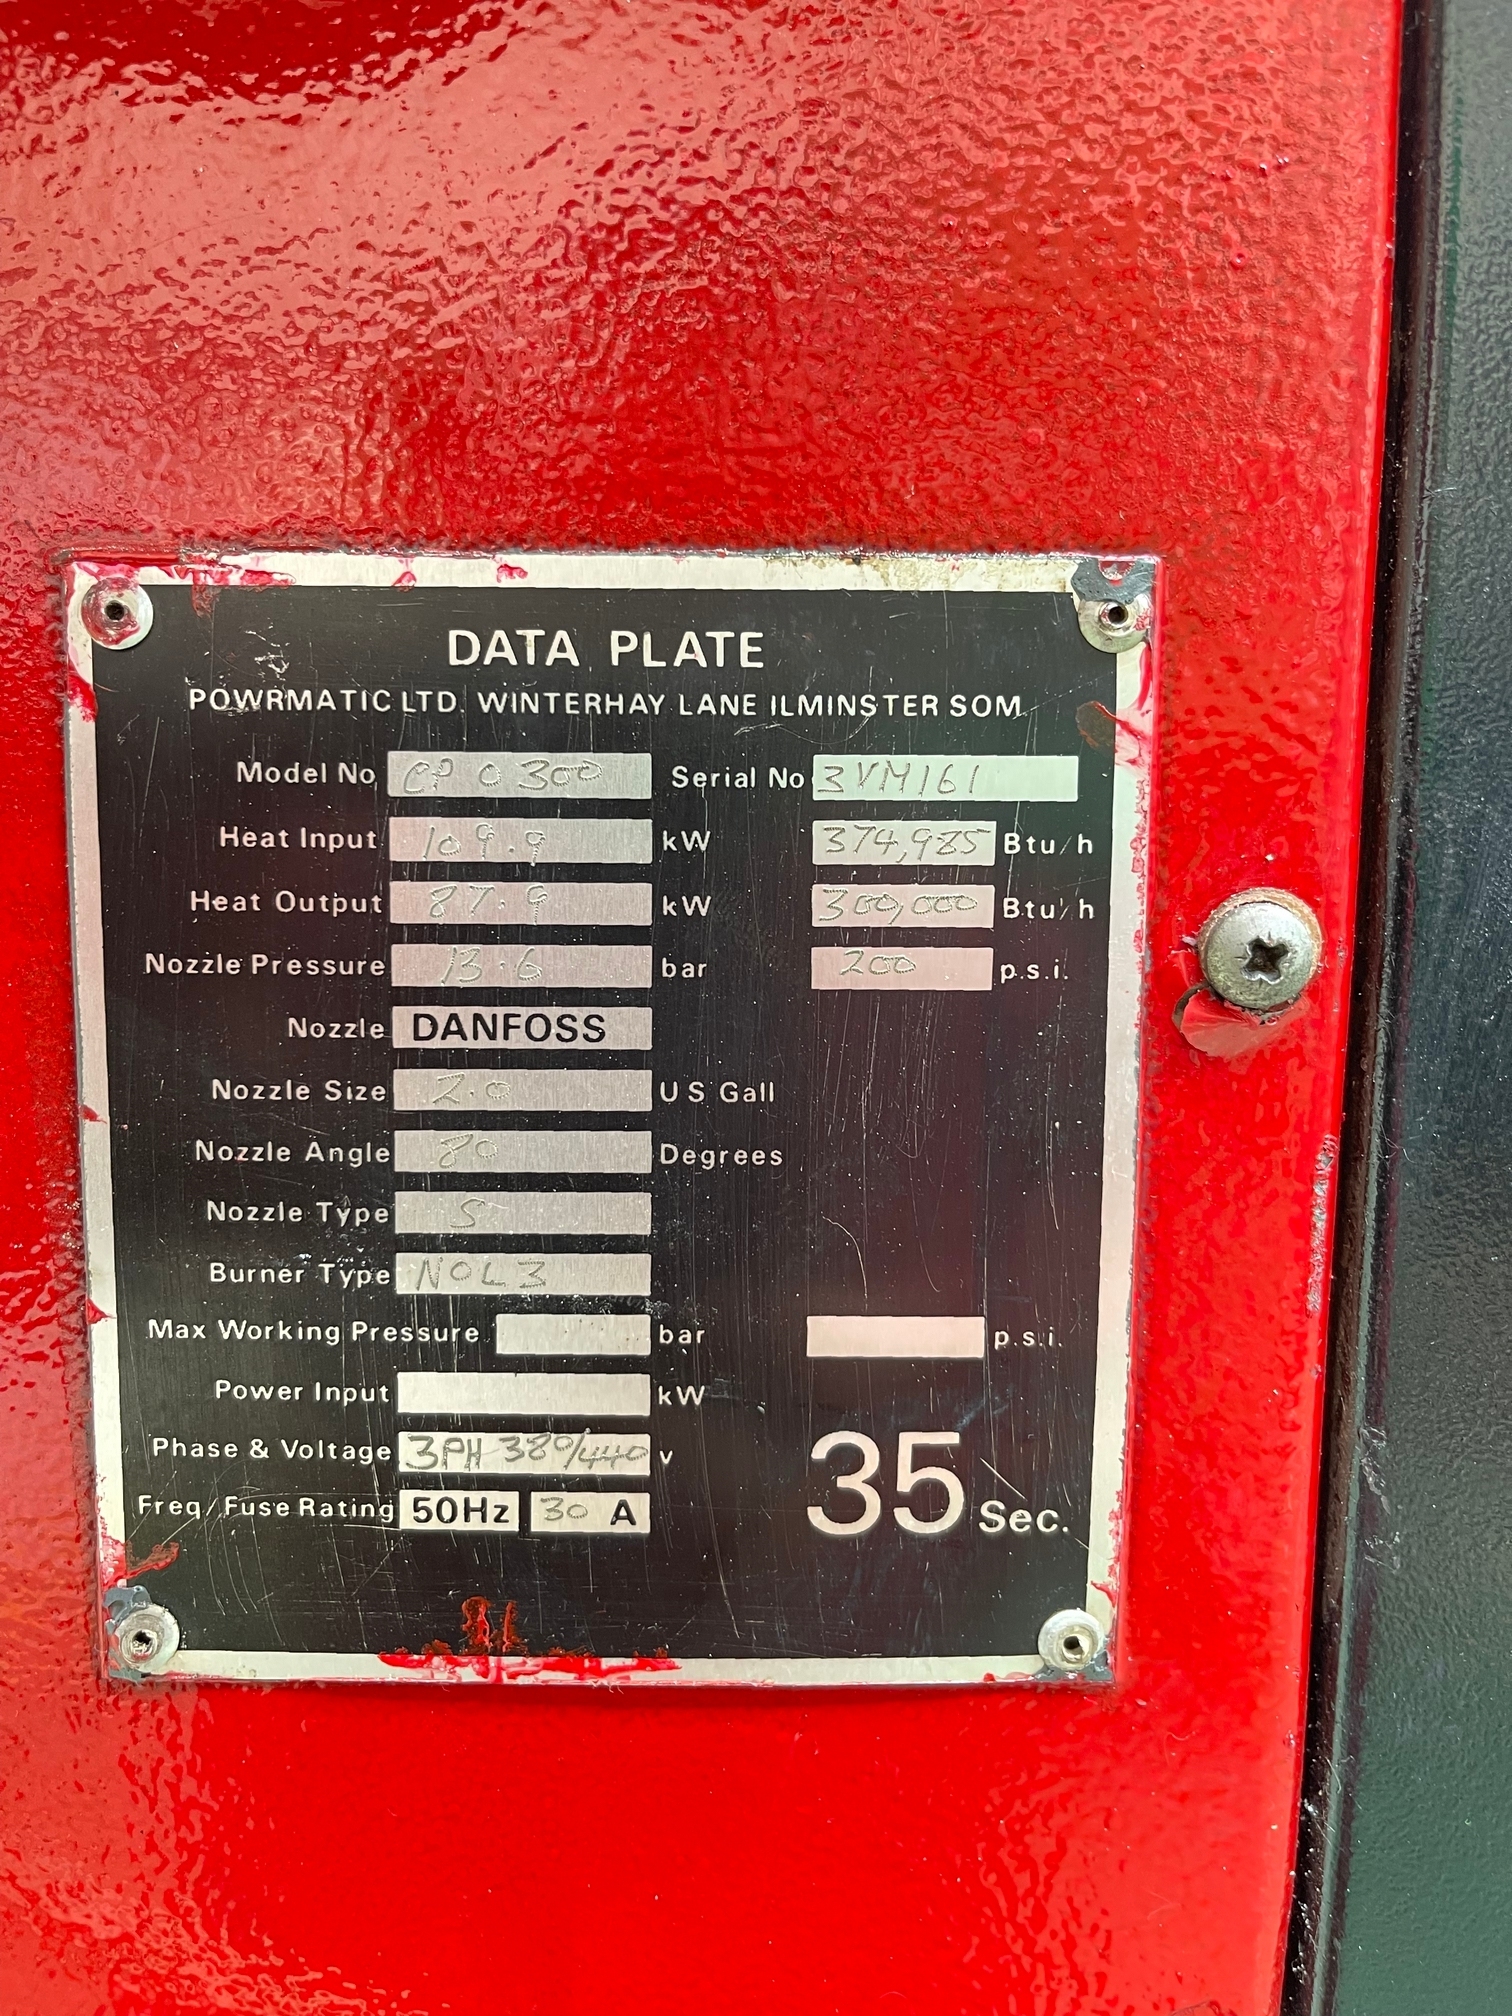 DATA PLATE
POWRMATIC LTD. WINTERHAY LANE ILMINSTER SOM.
Model No. CP O 300 Serial No 3VM161
Heat Input 109.9 kW 374,985 Btu/h
Heat Output 87.9 kW 300,000 Btu/h
Nozzle Pressure 13.6 bar 200 p.s.i.
Nozzle DANFOSS
Nozzle Size 2.0 US Gall
Nozzle Angle 80 Degrees
Nozzle Type S
Burner Type NOL3
Max Working Pressure bar p.s.i.
Power Input kW
Phase & Voltage 3PH 380/440 v
Freq/Fuse Rating 50Hz 30 A
35 Sec.